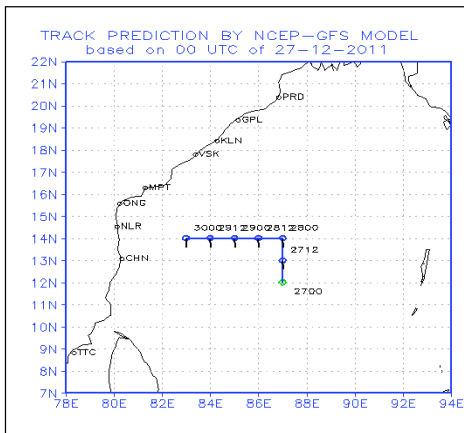 TRACK PREDICTION BY NCEP-GFS MODEL
based on 00 UTC of 27-12-2011
22N
21N
20N
19N
18N
17N
16N
15N
14N
13N
12N
11N
10N
9N
8N
7N
78E 80E 82E 84E 86E 88E 90E 92E 94E
PRD
GPL
KLN
VSK
MPT
ONG
NLR
CHN
TTC
3000 2912 2900 2812 2800
2712
2700